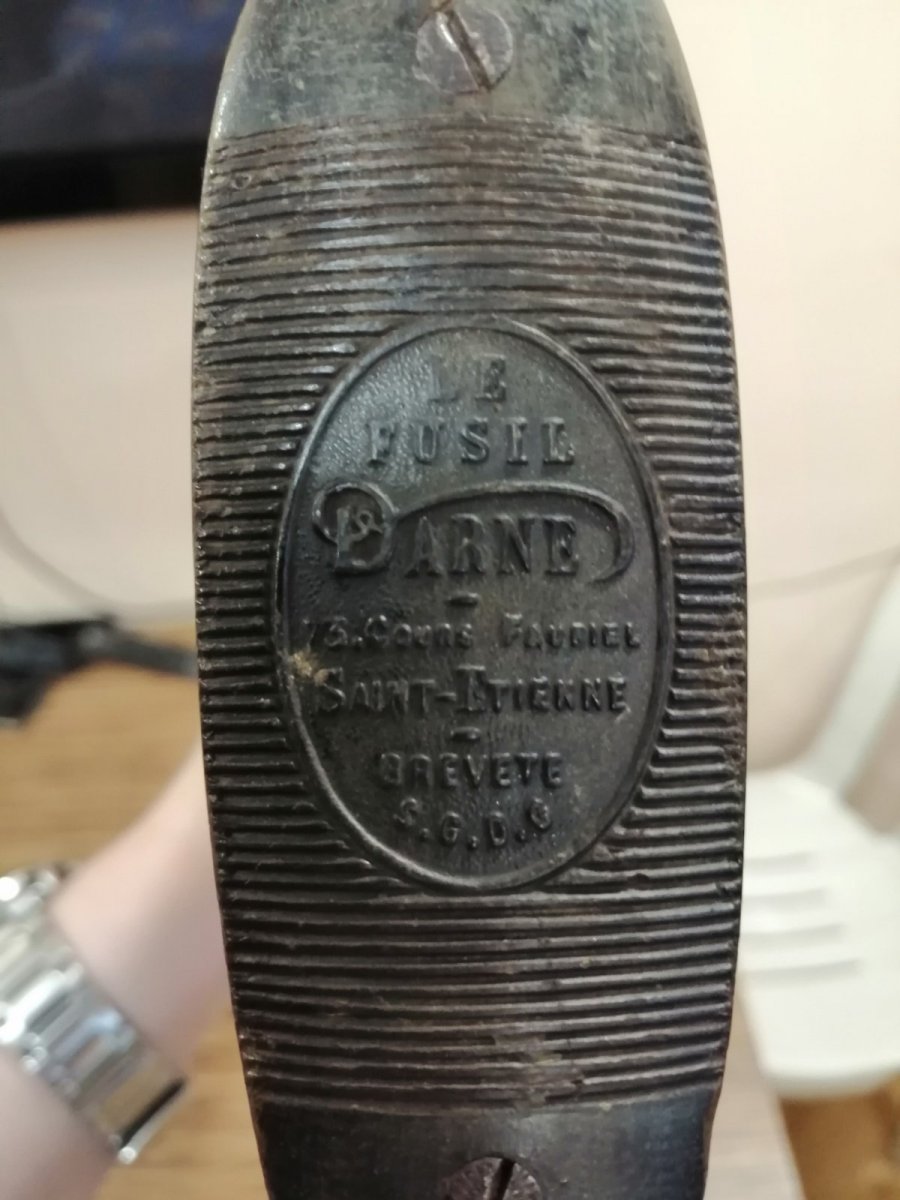 LE
FUSIL
DARNE
-
73, COURS FAURIEL
SAINT-ETIENNE
-
BREVETE
S.G.D.G